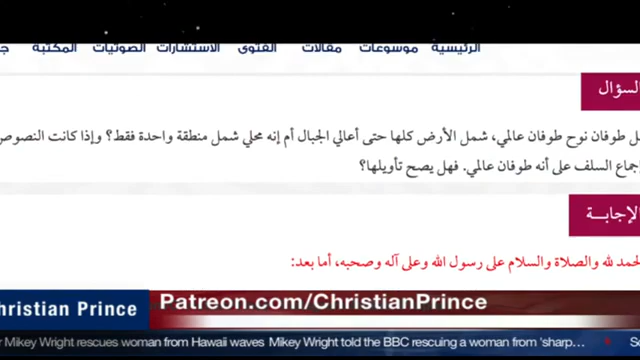 الرئيسية موسوعات مقالات الفتوى الاستشارات الصوتيات المكتبة
السؤال
طوفان نوح طوفان عالمي، شمل الأرض كلها حتى أعالي الجبال أم إنه محلي شمل منطقة واحدة فقط؟ وإذا كانت النصوص
إجماع السلف على أنه طوفان عالمي. فهل يصح تأويلها؟
الإجابــة
الحمد لله والصلاة والسلام على رسول الله وعلى آله وصحبه، أما بعد:
Christian Prince
Patreon.com/ChristianPrince
Mikey Wright rescues woman from Hawaii waves Mikey Wright told the BBC rescuing a woman from 'sharp…